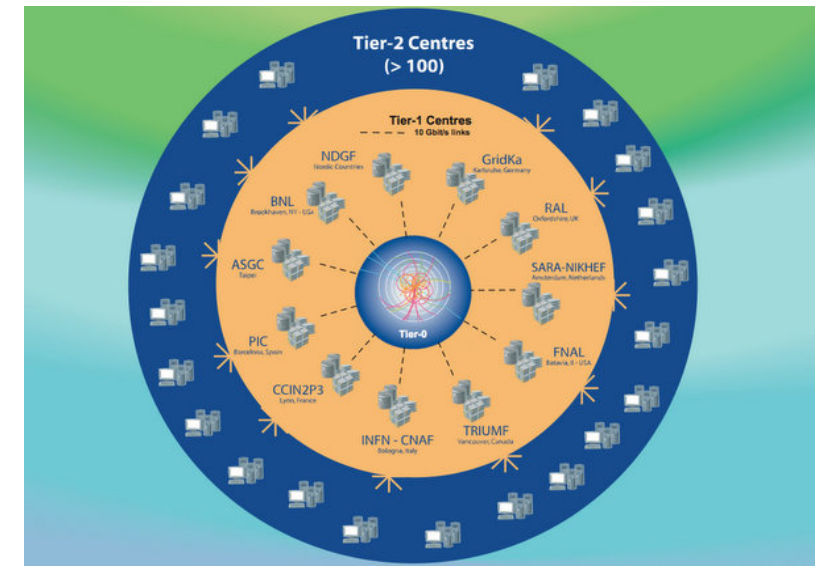 Tier-2 Centres
(> 100)
Tier-1 Centres
10 Gbit/s links
NDGF
Nordic Countries
GridKa
Karlsruhe, Germany
BNL
Brookhaven, NY - USA
RAL
Oxfordshire, UK
ASGC
Taipei
SARA-NIKHEF
Amsterdam, Netherlands
Tier-0
PIC
Barcelona, Spain
FNAL
Batavia, Il - USA
CCIN2P3
Lyon, France
TRIUMF
Vancouver, Canada
INFN - CNAF
Bologna, Italy